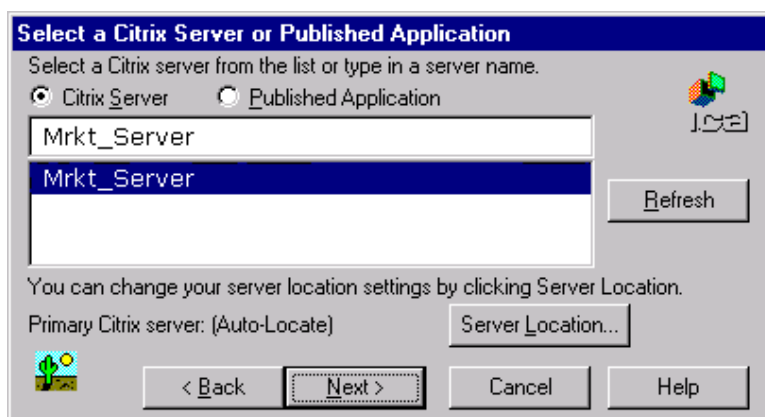 Select a Citrix Server or Published Application
Select a Citrix server from the list or type in a server name.
Citrix Server Published Application
Mrkt_Server
Mrkt_Server
Refresh
You can change your server location settings by clicking Server Location.
Primary Citrix server: (Auto-Locate) Server Location...
< Back Next > Cancel Help